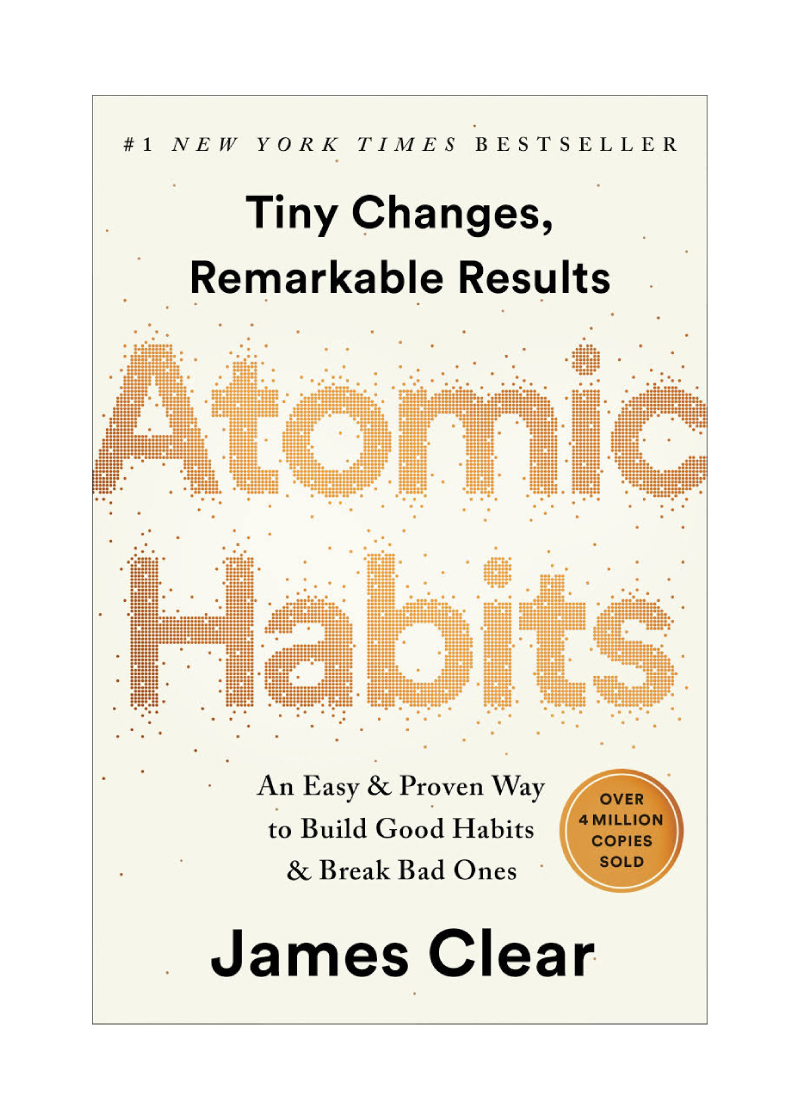 #1 NEW YORK TIMES BESTSELLER
Tiny Changes,
Remarkable Results
Atomic
Habits
An Easy & Proven Way
to Build Good Habits
& Break Bad Ones
OVER
4 MILLION
COPIES
SOLD
James Clear